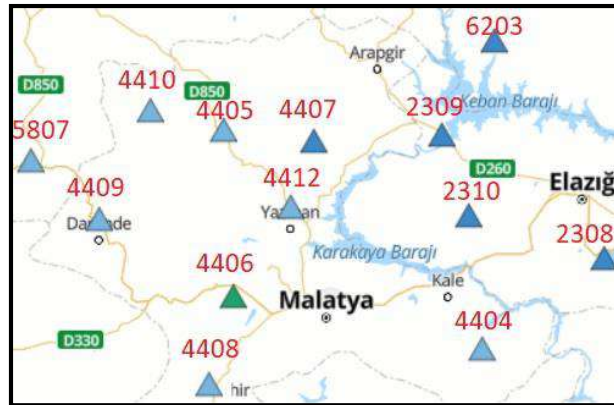 6203
Arapgir
D850
4410
D850
4405
4407
2309
Keban Barajı
5807
D260
4409
4412
2310
Elazığ
2308
Karakaya Barajı
4406
Kale
Malatya
D330
4404
4408
hir